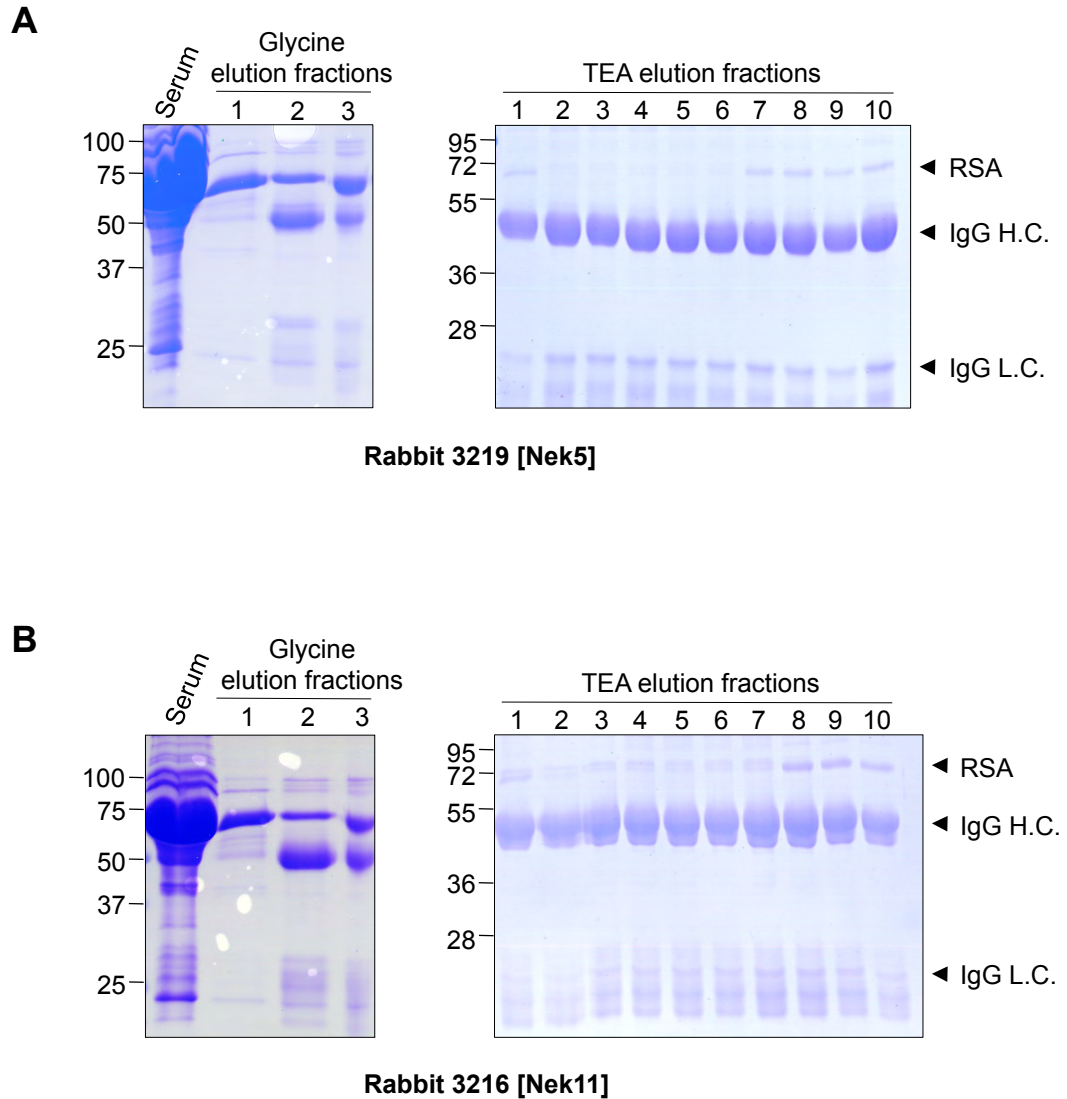 A
Serum
Glycine
elution fractions
1 2 3
TEA elution fractions
1 2 3 4 5 6 7 8 9 10
100
75
50
37
25
95
72
55
36
28
RSA
IgG H.C.
IgG L.C.
Rabbit 3219 [Nek5]
B
Serum
Glycine
elution fractions
1 2 3
TEA elution fractions
1 2 3 4 5 6 7 8 9 10
100
75
50
37
25
95
72
55
36
28
RSA
IgG H.C.
IgG L.C.
Rabbit 3216 [Nek11]